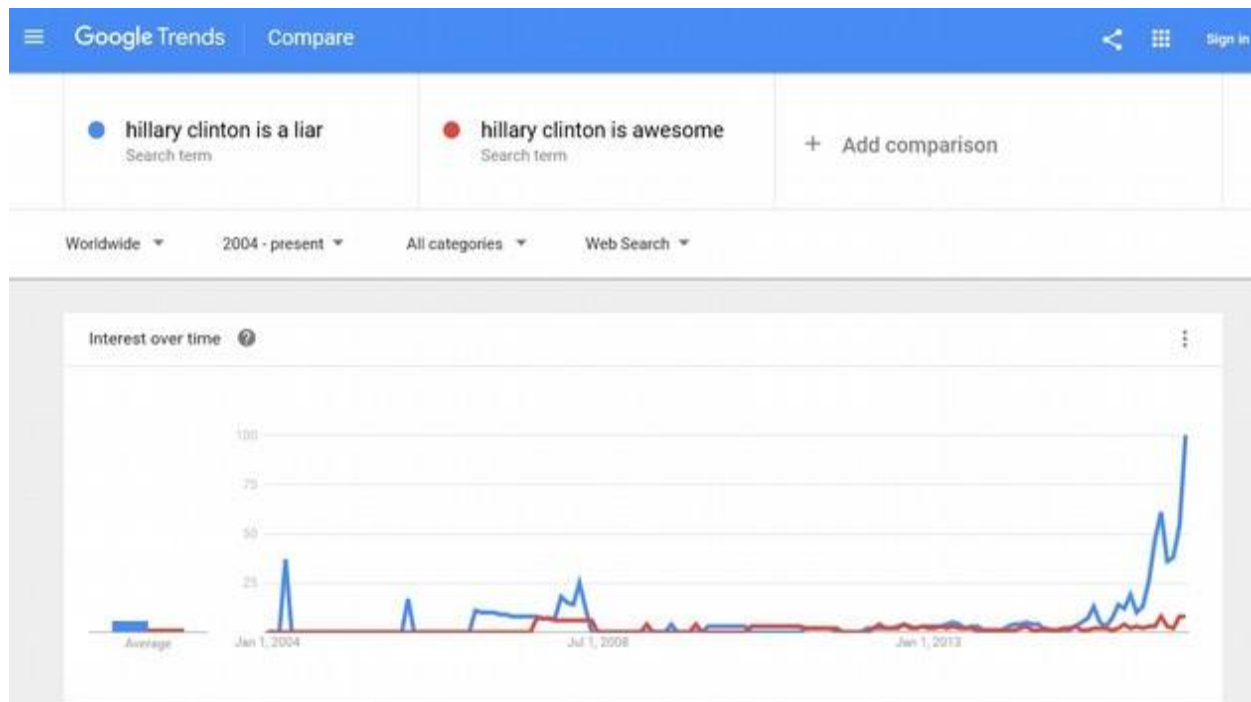 Google Trends Compare Sign in
hillary clinton is a liar
Search term
hillary clinton is awesome
Search term
+ Add comparison
Worldwide 2004 - present All categories Web Search
Interest over time ?
100
75
50
25
Average
Jan 1, 2004 Jul 1, 2008 Jan 1, 2013